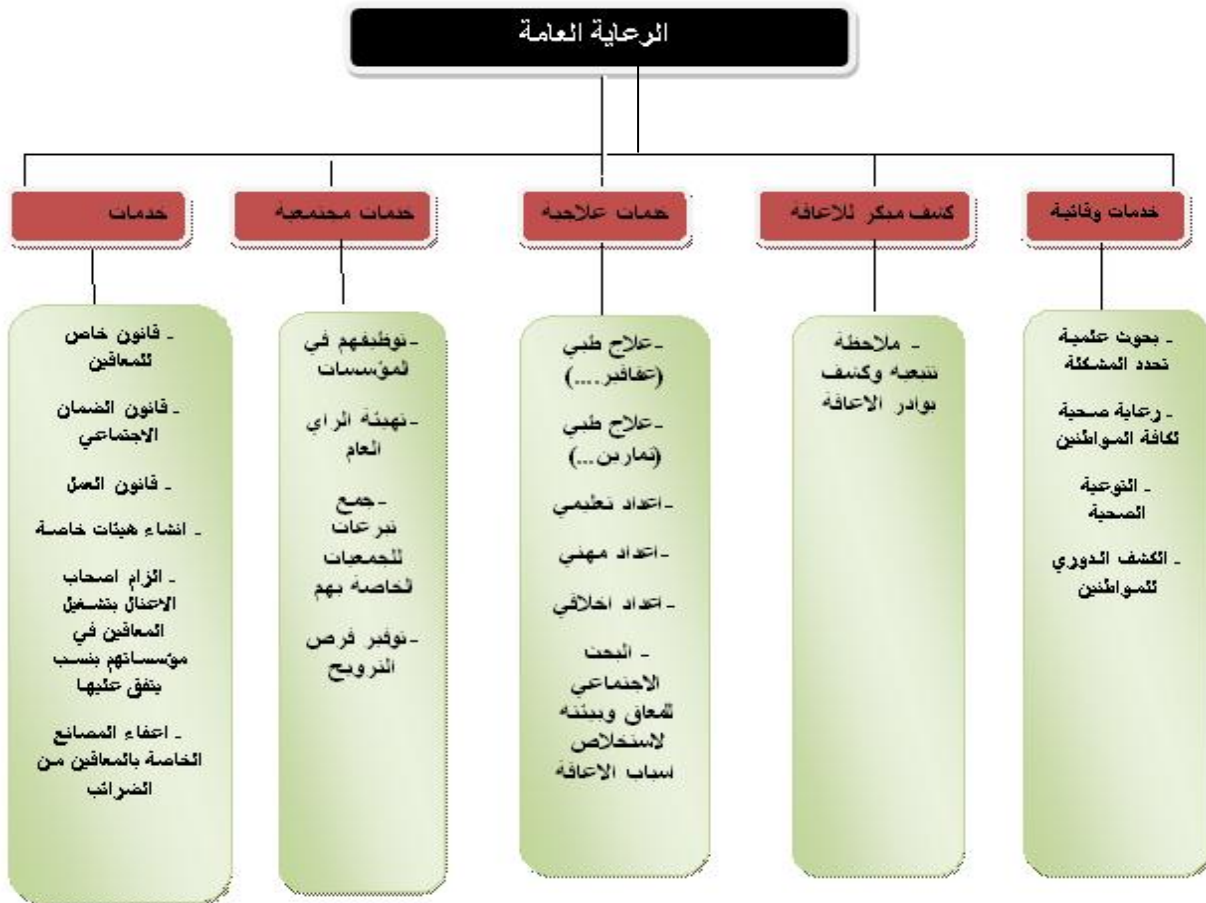 الرعاية العامة
خدمات وقائية
كشف مبكر للاعاقة
خمات علاجية
خدمات مجتمعية
خدمات
- بحوث علمية
تحدد المشكلة
- رعاية صحية
لكافة المواطنين
- التوعية
الصحية
- الكشف الدوري
للمواطنين
- ملاحظة
تتبعيه وكشف
بوادر الاعاقة
-علاج طبي
(عقاقير....)
-علاج طبي
(تمارين...)
-اعداد تعليمي
-اعداد مهني
-اعداد اخلاقي
- البحث
الاجتماعي
للمعاق وبيئته
لاستخلاص
اسباب الاعاقة
-توظيفهم في
المؤسسات
-تهيئة الراي
العام
-جمع
تبرعات
للجمعيات
الخاصة بهم
-توفير فرص
الترويح
- قانون خاص
للمعاقين
- قانون الضمان
الاجتماعي
- قانون العمل
- انشاء هيئات خاصة
- الزام اصحاب
الاعمال بتشغيل
المعاقين في
مؤسساتهم بنسب
يتفق عليها
- اعفاء المصانع
الخاصة بالمعاقين من
الضرائب